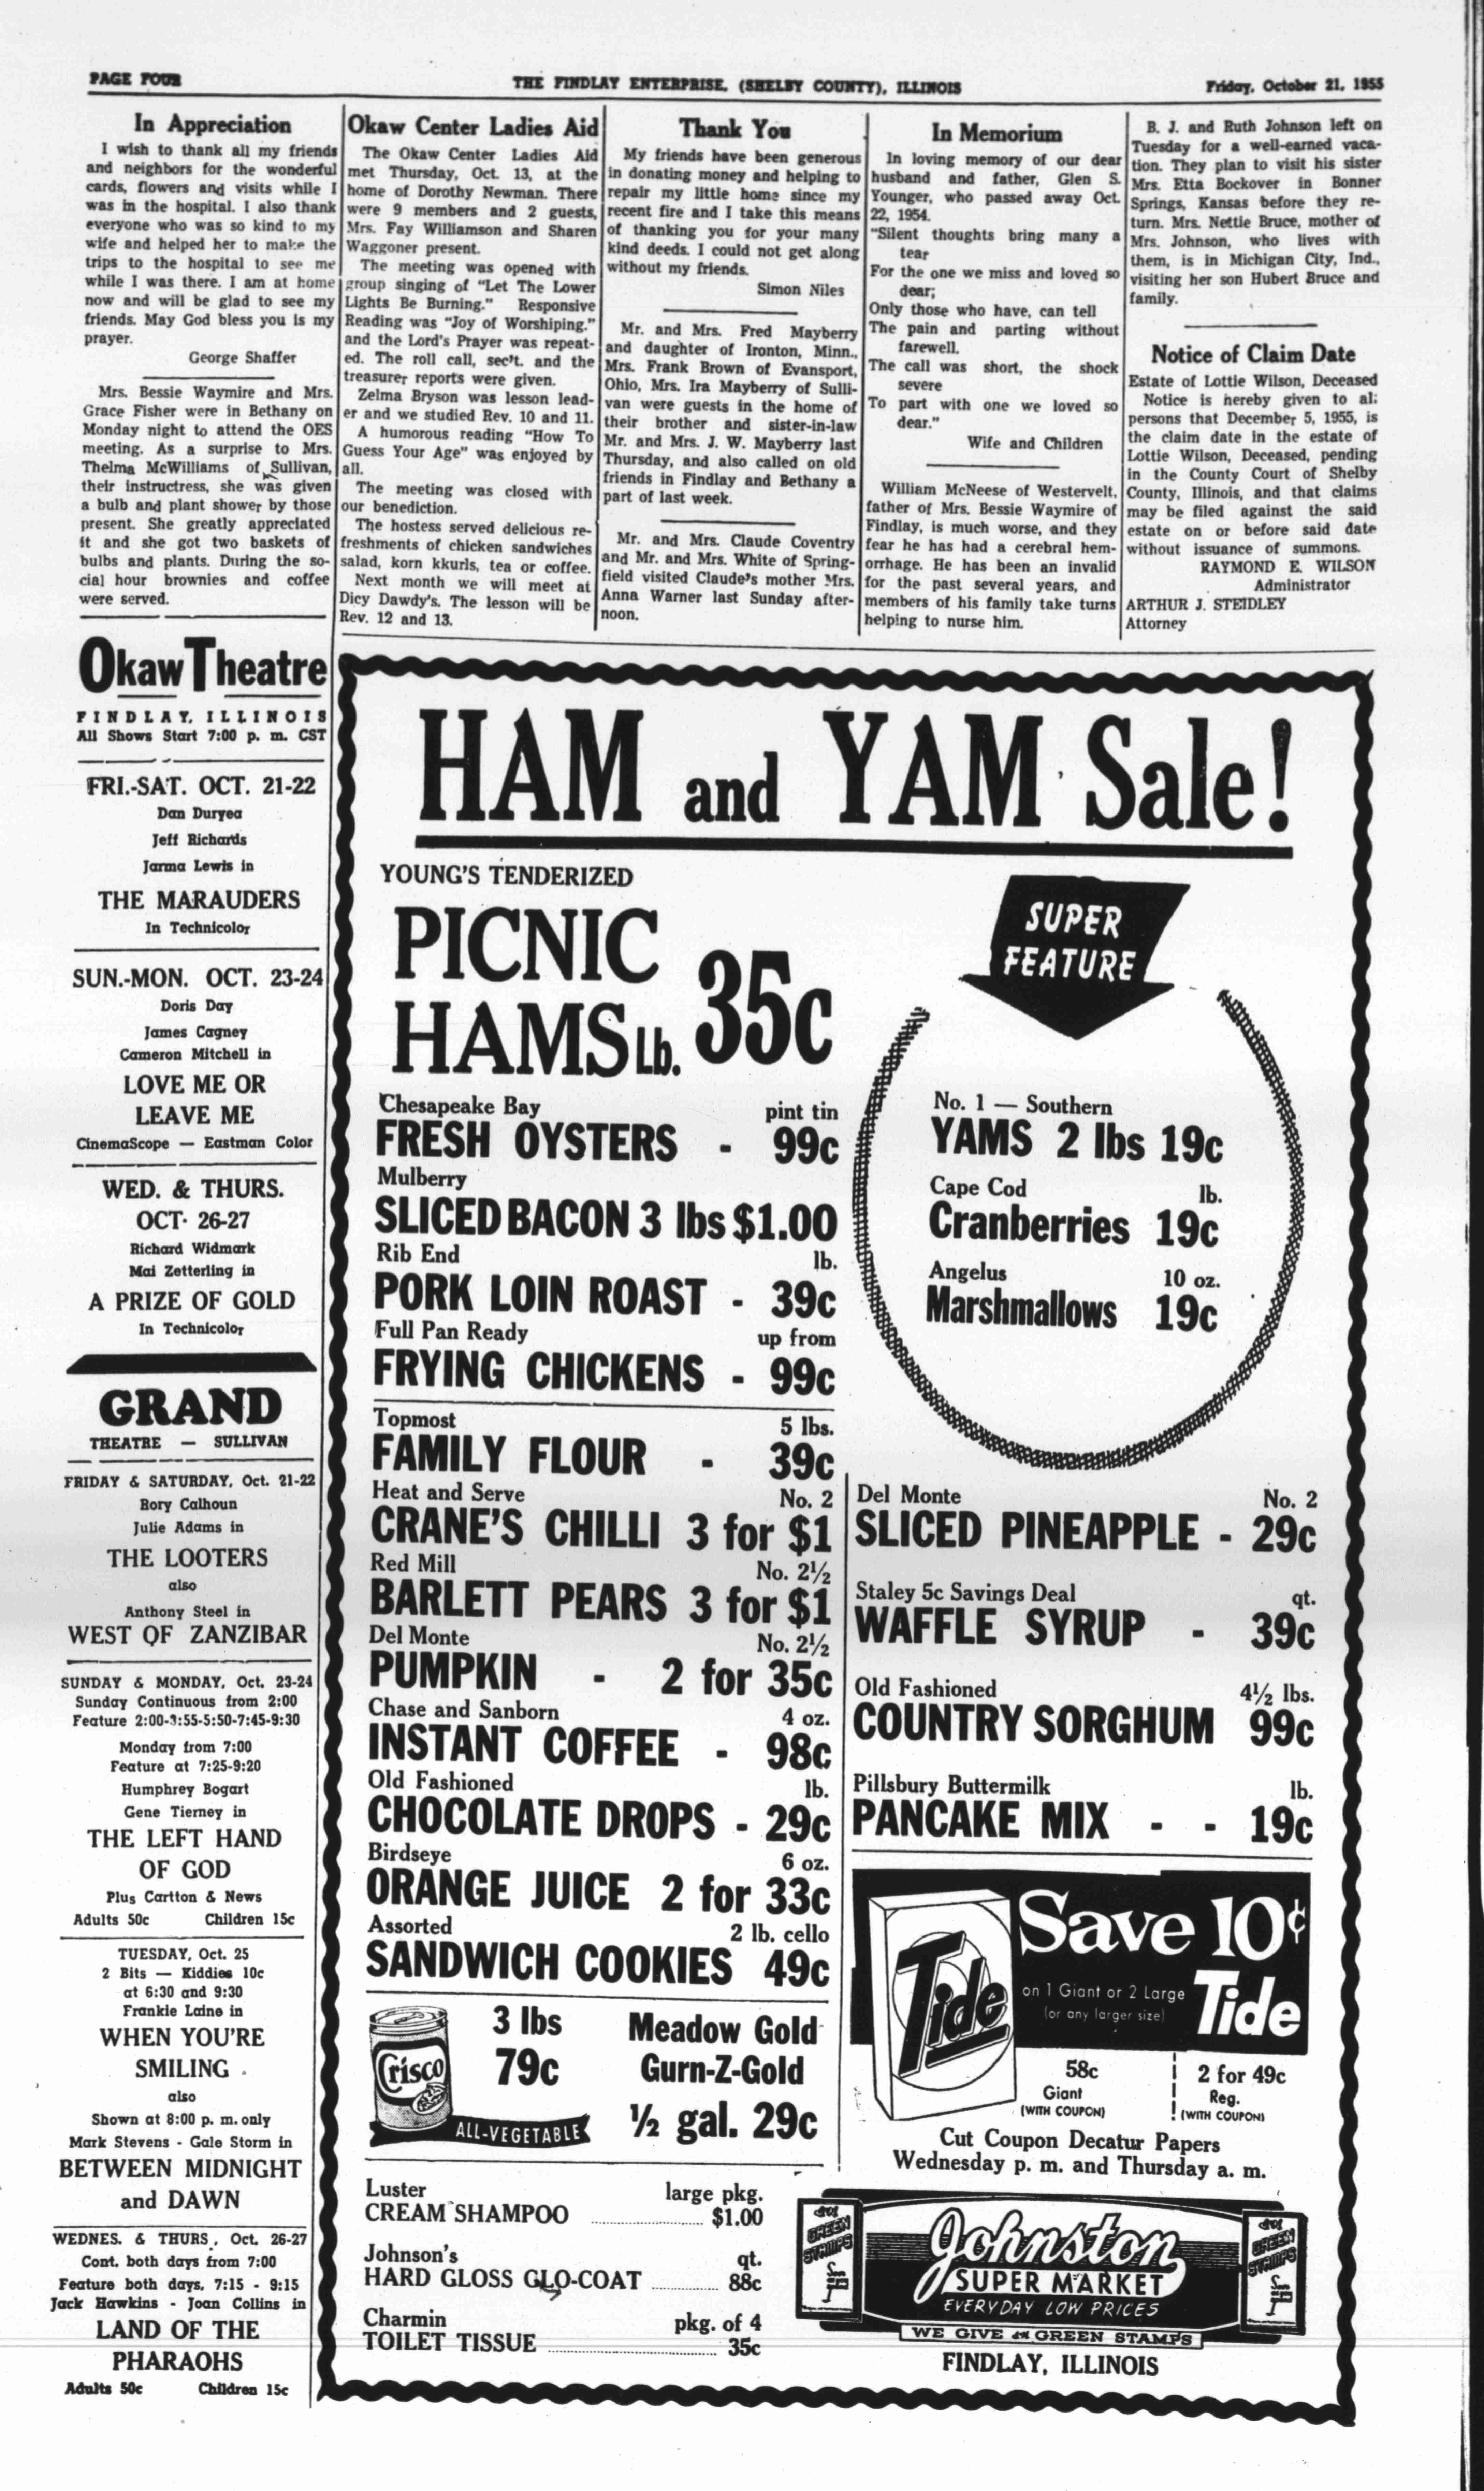 PAGE FOUR
THE FINDLAY ENTERPRISE, (SHELBY COUNTY), ILLINOIS
Friday, October 21, 1955
In Appreciation
I wish to thank all my friends
and neighbors for the wonderful
cards, flowers and visits while I
was in the hospital. I also thank
everyone who was so kind to my
wife and helped her to make the
trips to the hospital to see me
while I was there. I am at home
now and will be glad to see my
friends. May God bless you is my
prayer.
George Shaffer
Mrs. Bessie Waymire and Mrs.
Grace Fisher were in Bethany on
Monday night to attend the OES
meeting. As a surprise to Mrs.
Thelma McWilliams of Sullivan,
their instructress, she was given
a bulb and plant shower by those
present. She greatly appreciated
it and she got two baskets of
bulbs and plants. During the so-
cial hour brownies and coffee
were served.
Okaw Center Ladies Aid
The Okaw Center Ladies Aid
met Thursday, Oct. 13, at the
home of Dorothy Newman. There
were 9 members and 2 guests,
Mrs. Fay Williamson and Sharen
Waggoner present.
The meeting was opened with
group singing of "Let The Lower
Lights Be Burning." Responsive
Reading was "Joy of Worshiping."
and the Lord's Prayer was repeat-
ed. The roll call, sec't. and the
treasurer reports were given.
Zelma Bryson was lesson lead-
er and we studied Rev. 10 and 11.
A humorous reading "How To
Guess Your Age" was enjoyed by
all.
The meeting was closed with
our benediction.
The hostess served delicious re-
freshments of chicken sandwiches
salad, korn kkurls, tea or coffee.
Next month we will meet at
Dicy Dawdy's. The lesson will be
Rev. 12 and 13.
Thank You
My friends have been generous
in donating money and helping to
repair my little home since my
recent fire and I take this means
of thanking you for your many
kind deeds. I could not get along
without my friends.
Simon Niles
Mr. and Mrs. Fred Mayberry
and daughter of Ironton, Minn.,
Mrs. Frank Brown of Evansport,
Ohio, Mrs. Ira Mayberry of Sulli-
van were guests in the home of
their brother and sister-in-law
Mr. and Mrs. J. W. Mayberry last
Thursday, and also called on old
friends in Findlay and Bethany a
part of last week.
Mr. and Mrs. Claude Coventry
and Mr. and Mrs. White of Spring-
field visited Claude's mother Mrs.
Anna Warner last Sunday after-
noon.
In Memorium
In loving memory of our dear
husband and father, Glen S.
Younger, who passed away Oct.
22, 1954.
"Silent thoughts bring many a
tear
For the one we miss and loved so
dear;
Only those who have, can tell
The pain and parting without
farewell.
The call was short, the shock
severe
To part with one we loved so
dear."
Wife and Children
William McNeese of Westervelt,
father of Mrs. Bessie Waymire of
Findlay, is much worse, and they
fear he has had a cerebral hem-
orrhage. He has been an invalid
for the past several years, and
members of his family take turns
helping to nurse him.
B. J. and Ruth Johnson left on
Tuesday for a well-earned vaca-
tion. They plan to visit his sister
Mrs. Etta Bockover in Bonner
Springs, Kansas before they re-
turn. Mrs. Nettie Bruce, mother of
Mrs. Johnson, who lives with
them, is in Michigan City, Ind.,
visiting her son Hubert Bruce and
family.
Notice of Claim Date
Estate of Lottie Wilson, Deceased
Notice is hereby given to all
persons that December 5, 1955, is
the claim date in the estate of
Lottie Wilson, Deceased, pending
in the County Court of Shelby
County, Illinois, and that claims
may be filed against the said
estate on or before said date
without issuance of summons.
RAYMOND E. WILSON
Administrator
ARTHUR J. STEIDLEY
Attorney
Okaw Theatre
FINDLAY, ILLINOIS
All Shows Start 7:00 p. m. CST
FRI.-SAT. OCT. 21-22
Dan Duryea
Jeff Richards
Jarma Lewis in
THE MARAUDERS
In Technicolor
SUN.-MON. OCT. 23-24
Doris Day
James Cagney
Cameron Mitchell in
LOVE ME OR
LEAVE ME
CinemaScope — Eastman Color
WED. & THURS.
OCT. 26-27
Richard Widmark
Mai Zetterling in
A PRIZE OF GOLD
In Technicolor
GRAND
THEATRE — SULLIVAN
FRIDAY & SATURDAY, Oct. 21-22
Rory Calhoun
Julie Adams in
THE LOOTERS
also
Anthony Steel in
WEST OF ZANZIBAR
SUNDAY & MONDAY, Oct. 23-24
Sunday Continuous from 2:00
Feature 2:00-3:55-5:50-7:45-9:30
Monday from 7:00
Feature at 7:25-9:20
Humphrey Bogart
Gene Tierney in
THE LEFT HAND
OF GOD
Plus Cartton & News
Adults 50c Children 15c
TUESDAY, Oct. 25
2 Bits — Kiddies 10c
at 6:30 and 9:30
Frankie Laine in
WHEN YOU'RE
SMILING
also
Shown at 8:00 p. m. only
Mark Stevens - Gale Storm in
BETWEEN MIDNIGHT
and DAWN
WEDNES. & THURS., Oct. 26-27
Cont. both days from 7:00
Feature both days, 7:15 - 9:15
Jack Hawkins - Joan Collins in
LAND OF THE
PHARAOHS
Adults 50c Children 15c
HAM and YAM Sale!
YOUNG'S TENDERIZED
PICNIC
HAMS Lb. 35c
Chesapeake Bay pint tin
FRESH OYSTERS - 99c
Mulberry
SLICED BACON 3 lbs $1.00
Rib End lb.
PORK LOIN ROAST - 39c
Full Pan Ready up from
FRYING CHICKENS - 99c
Topmost 5 lbs.
FAMILY FLOUR - 39c
Heat and Serve No. 2
CRANE'S CHILLI 3 for $1
Red Mill No. 2½
BARLETT PEARS 3 for $1
Del Monte No. 2½
PUMPKIN - 2 for 35c
Chase and Sanborn 4 oz.
INSTANT COFFEE - 98c
Old Fashioned lb.
CHOCOLATE DROPS - 29c
Birdseye 6 oz.
ORANGE JUICE 2 for 33c
Assorted 2 lb. cello
SANDWICH COOKIES 49c
Crisco
ALL-VEGETABLE
3 lbs
79c
Meadow Gold
Gurn-Z-Gold
½ gal. 29c
Luster large pkg.
CREAM SHAMPOO $1.00
Johnson's qt.
HARD GLOSS GLO-COAT 88c
Charmin pkg. of 4
TOILET TISSUE 35c
SUPER
FEATURE
No. 1 — Southern
YAMS 2 lbs 19c
Cape Cod lb.
Cranberries 19c
Angelus 10 oz.
Marshmallows 19c
Del Monte No. 2
SLICED PINEAPPLE - 29c
Staley 5c Savings Deal qt.
WAFFLE SYRUP - 39c
Old Fashioned 4½ lbs.
COUNTRY SORGHUM 99c
Pillsbury Buttermilk lb.
PANCAKE MIX - - 19c
Tide
Save 10¢
on 1 Giant or 2 Large
(or any larger size)
Tide
58c
Giant
(WITH COUPON)
2 for 49c
Reg.
(WITH COUPON)
Cut Coupon Decatur Papers
Wednesday p. m. and Thursday a. m.
S&H GREEN STAMPS
Johnston
SUPER MARKET
EVERYDAY LOW PRICES
S&H GREEN STAMPS
WE GIVE S&H GREEN STAMPS
FINDLAY, ILLINOIS